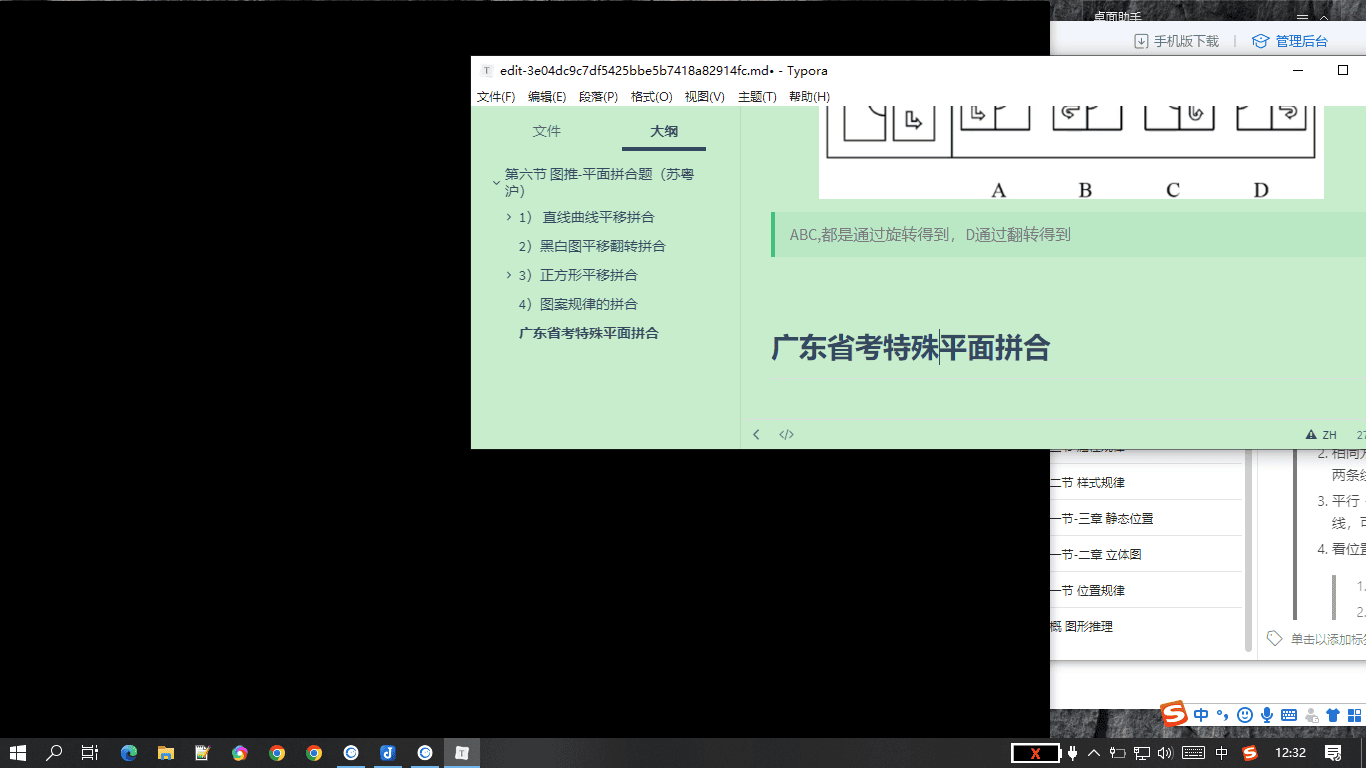 桌面助手
手机版下载
管理后台
edit-3e04dc9c7df5425bbe5b7418a82914fc.md• - Typora
文件(F) 编辑(E) 段落(P) 格式(O) 视图(V) 主题(T) 帮助(H)
文件 大纲
第六节 图推-平面拼合题（苏粤
沪）
1） 直线曲线平移拼合
2）黑白图平移翻转拼合
3）正方形平移拼合
4）图案规律的拼合
广东省考特殊平面拼合
A B C D
ABC,都是通过旋转得到，D通过翻转得到
广东省考特殊平面拼合
ZH
27
二节 样式规律
一节-三章 静态位置
一节-二章 立体图
一节 位置规律
概 图形推理
2. 相同
两条
3. 平行
线，
4. 看位置
1.
2.
单击以添加标
中
X
中
12:32